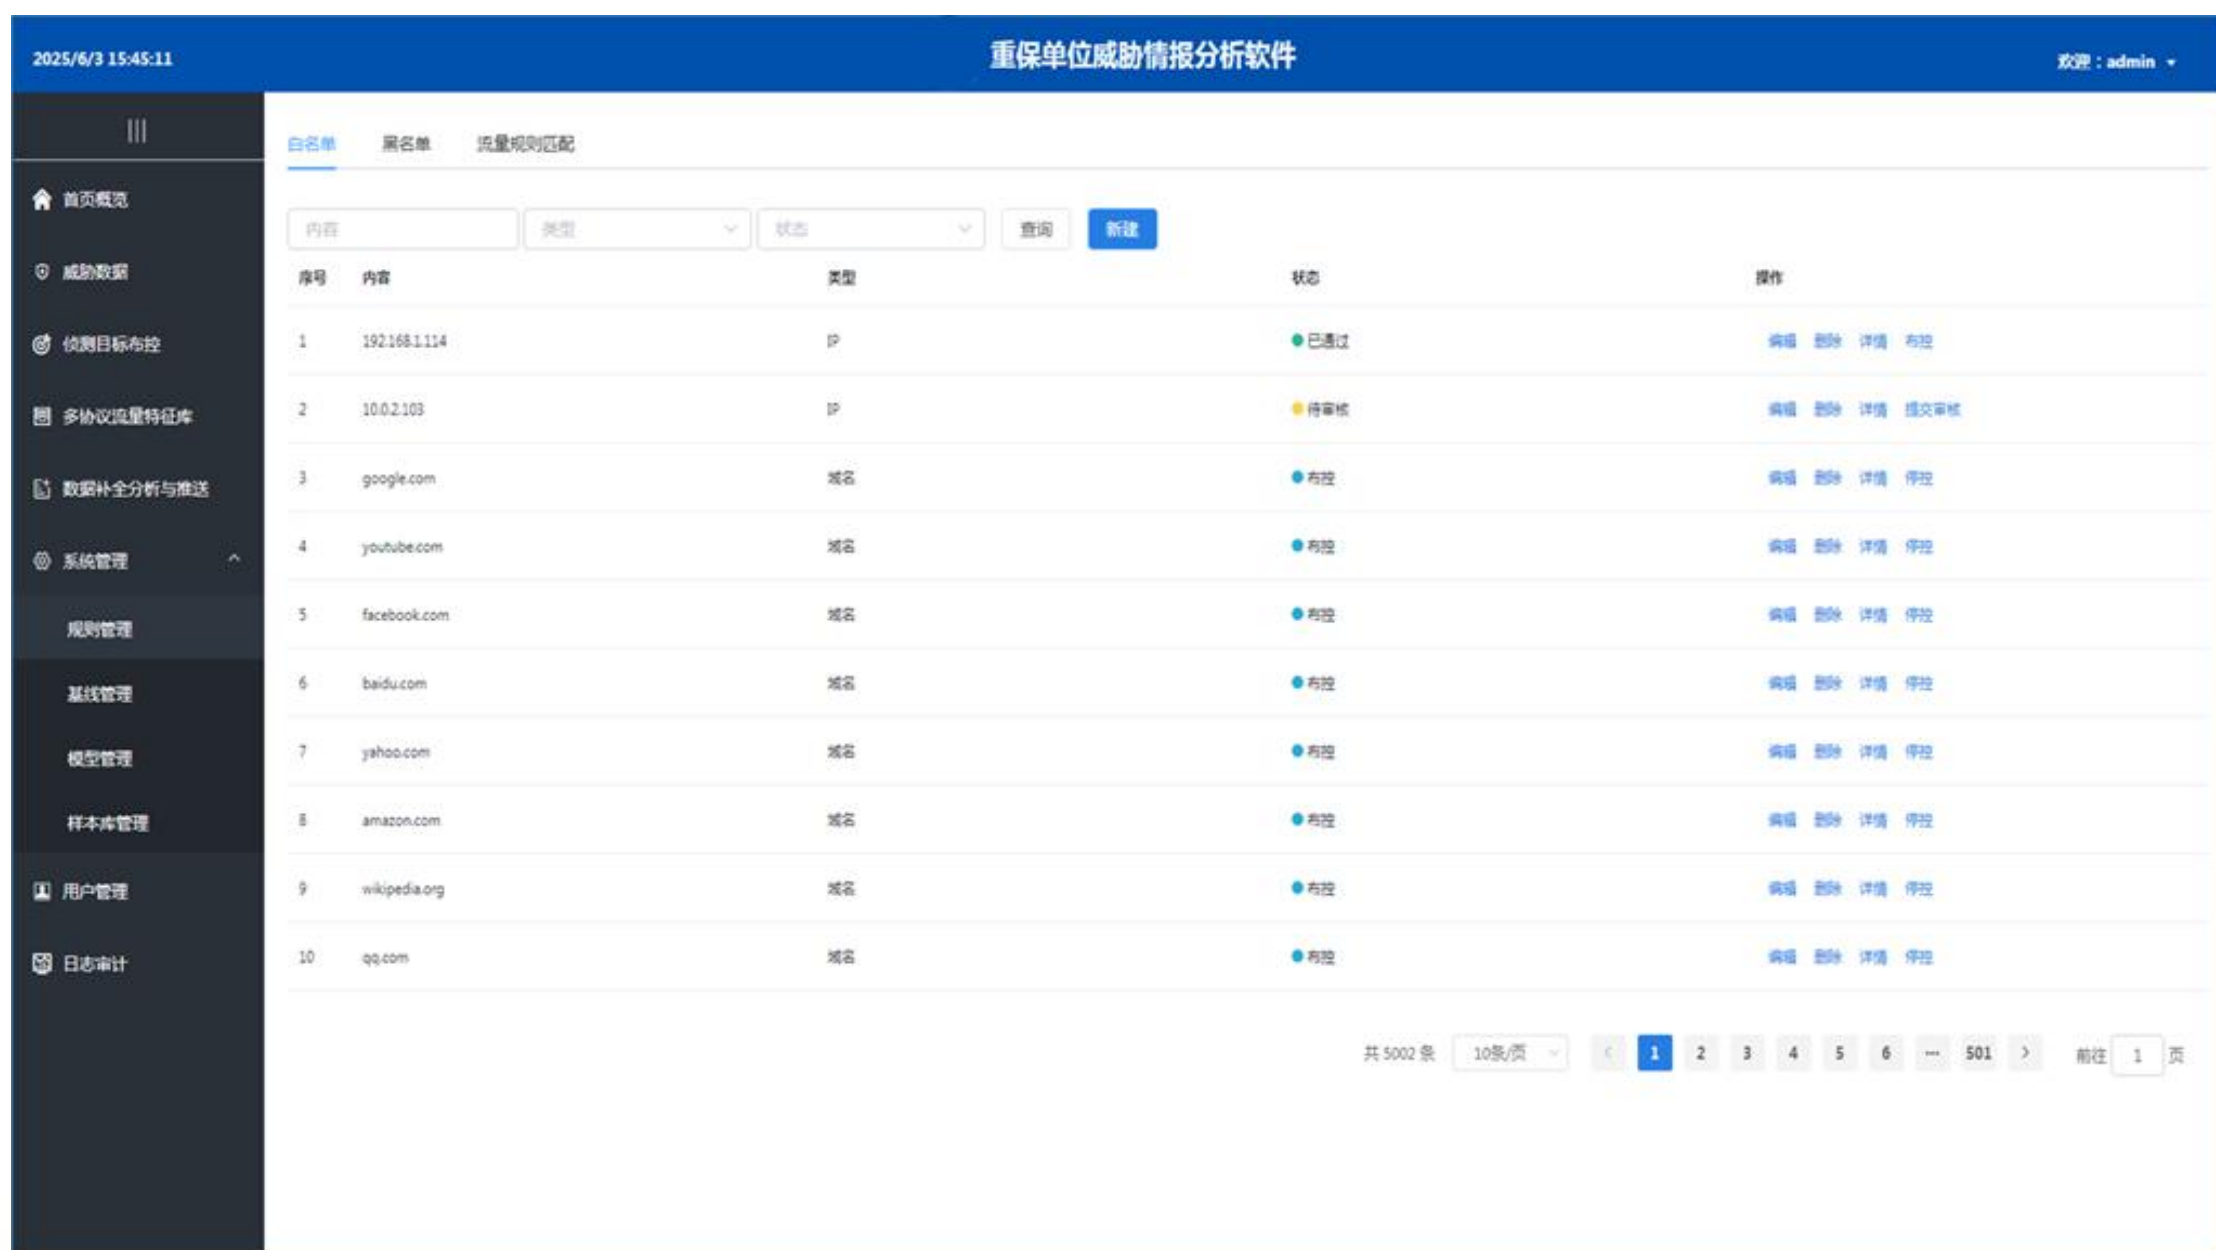 2025/6/3 15:45:11
重保单位威胁情报分析软件
欢迎：admin
首页概览
威胁数据
侦测目标布控
多协议流量特征库
数据补全分析与推送
系统管理
规则管理
基线管理
模型管理
样本库管理
用户管理
日志审计
白名单 黑名单 流量规则匹配
内容 类型 状态 查询 新建
序号 内容 类型 状态 操作
1 192.168.1.114 IP 已通过 编辑 删除 详情 布控
2 10.0.2.103 IP 待审核 编辑 删除 详情 提交审核
3 google.com 域名 布控 编辑 删除 详情 停控
4 youtube.com 域名 布控 编辑 删除 详情 停控
5 facebook.com 域名 布控 编辑 删除 详情 停控
6 baidu.com 域名 布控 编辑 删除 详情 停控
7 yahoo.com 域名 布控 编辑 删除 详情 停控
8 amazon.com 域名 布控 编辑 删除 详情 停控
9 wikipedia.org 域名 布控 编辑 删除 详情 停控
10 qq.com 域名 布控 编辑 删除 详情 停控
共 5002 条 10条/页 < 1 2 3 4 5 6 ... 501 > 前往 1 页